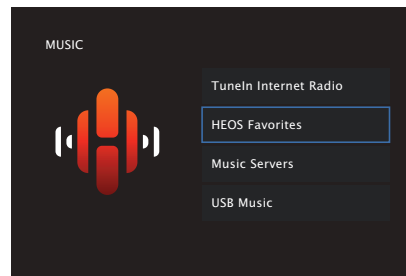 MUSIC
TuneIn Internet Radio
HEOS Favorites
Music Servers
USB Music